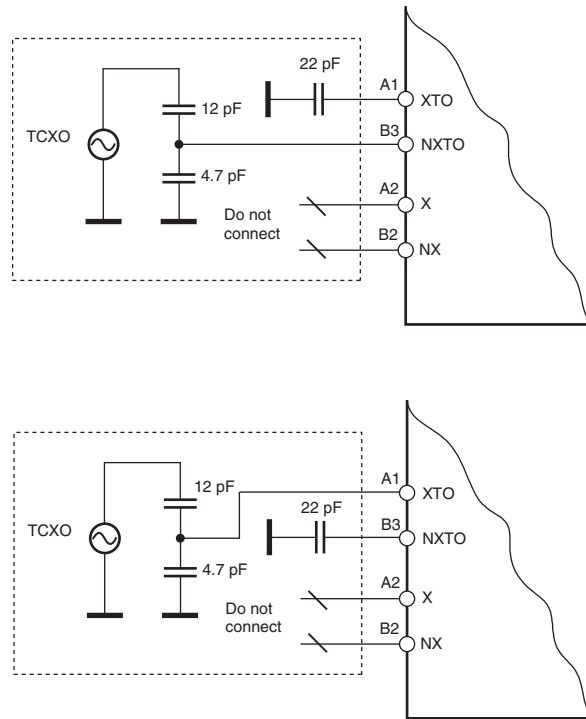 22 pF
A1
XTO
12 pF
TCXO
B3
NXTO
4.7 pF
A2
X
Do not
connect
B2
NX
A1
XTO
12 pF
22 pF
TCXO
B3
NXTO
4.7 pF
A2
X
Do not
connect
B2
NX